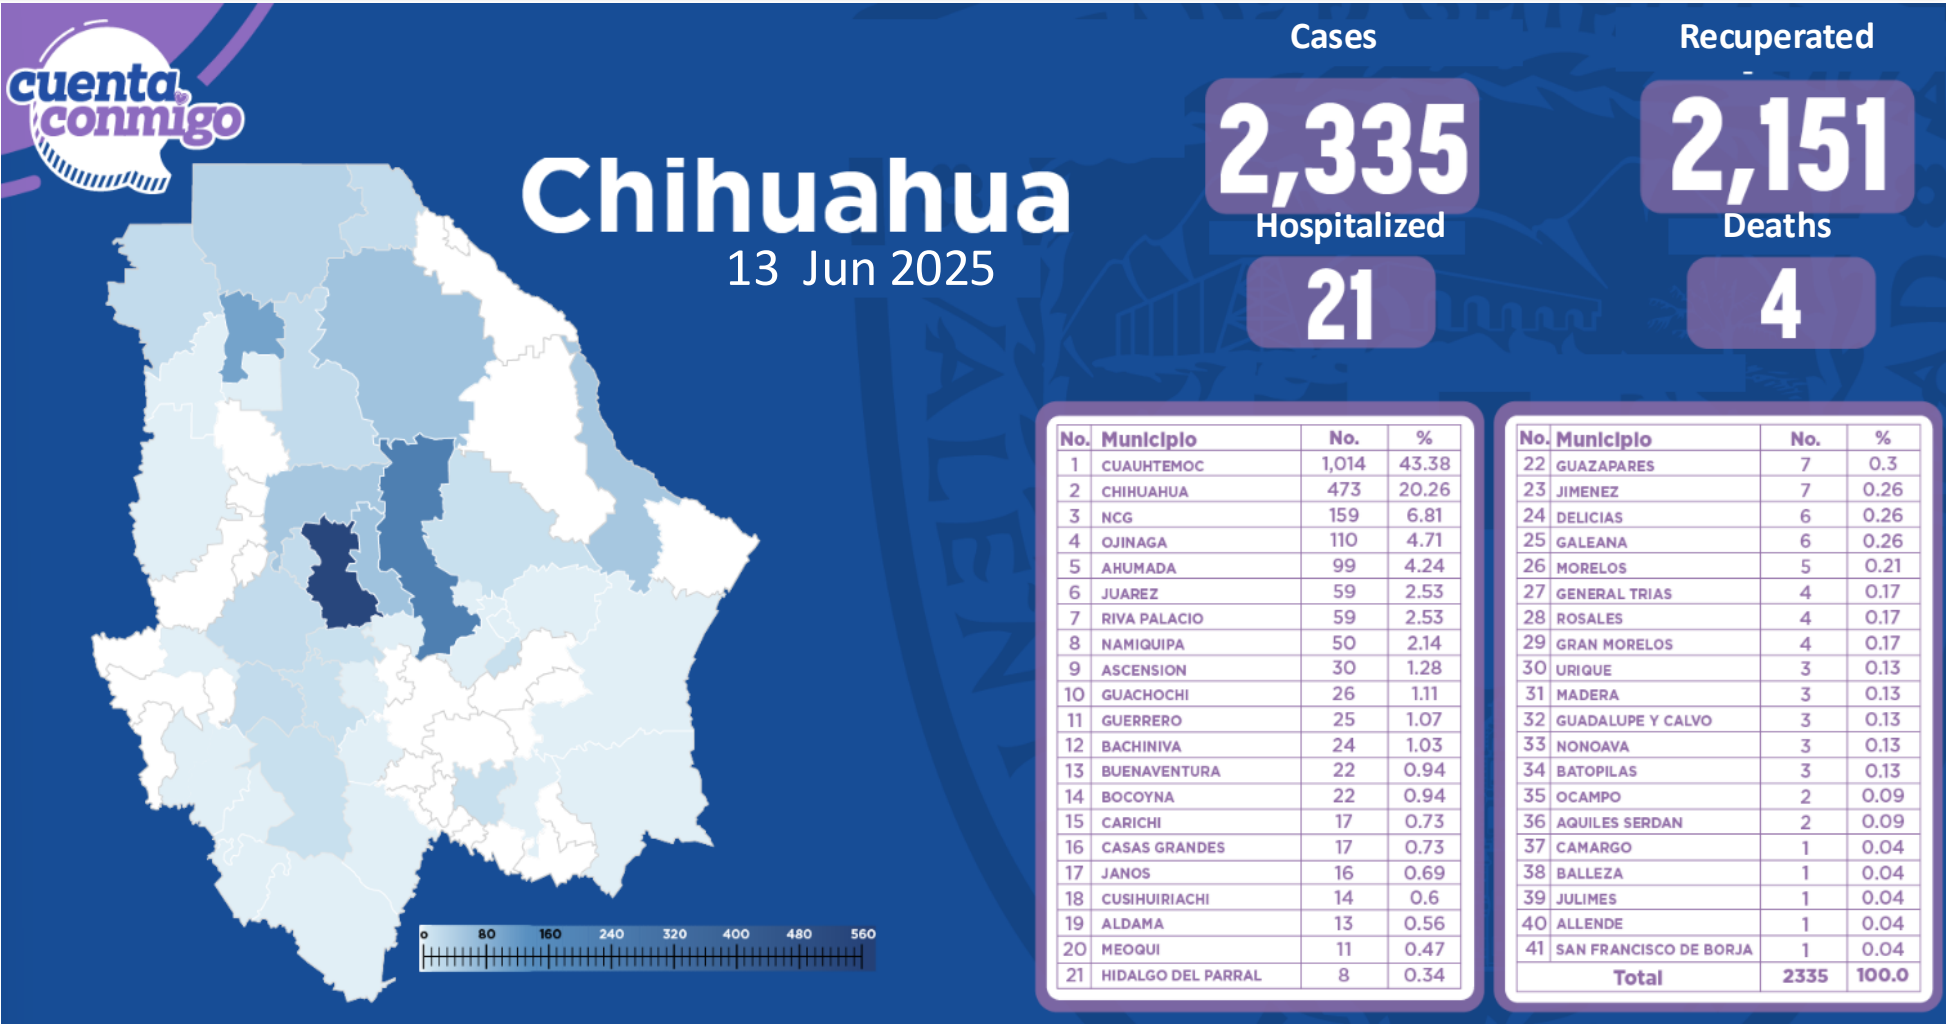 cuenta
conmigo
Chihuahua
13 Jun 2025
Cases
2,335
Recuperated
2,151
Hospitalized
21
Deaths
4
No. Municipio No. %
1 CUAUHTEMOC 1,014 43.38
2 CHIHUAHUA 473 20.26
3 NCG 159 6.81
4 OJINAGA 110 4.71
5 AHUMADA 99 4.24
6 JUAREZ 59 2.53
7 RIVA PALACIO 59 2.53
8 NAMIQUIPA 50 2.14
9 ASCENSION 30 1.28
10 GUACHOCHI 26 1.11
11 GUERRERO 25 1.07
12 BACHINIVA 24 1.03
13 BUENAVENTURA 22 0.94
14 BOCOYNA 22 0.94
15 CARICHI 17 0.73
16 CASAS GRANDES 17 0.73
17 JANOS 16 0.69
18 CUSIHUIRIACHI 14 0.6
19 ALDAMA 13 0.56
20 MEOQUI 11 0.47
21 HIDALGO DEL PARRAL 8 0.34
No. Municipio No. %
22 GUAZAPARES 7 0.3
23 JIMENEZ 7 0.26
24 DELICIAS 6 0.26
25 GALEANA 6 0.26
26 MORELOS 5 0.21
27 GENERAL TRIAS 4 0.17
28 ROSALES 4 0.17
29 GRAN MORELOS 4 0.17
30 URIQUE 3 0.13
31 MADERA 3 0.13
32 GUADALUPE Y CALVO 3 0.13
33 NONOAVA 3 0.13
34 BATOPILAS 3 0.13
35 OCAMPO 2 0.09
36 AQUILES SERDAN 2 0.09
37 CAMARGO 1 0.04
38 BALLEZA 1 0.04
39 JULIMES 1 0.04
40 ALLENDE 1 0.04
41 SAN FRANCISCO DE BORJA 1 0.04
Total 2335 100.0
0 80 160 240 320 400 480 560